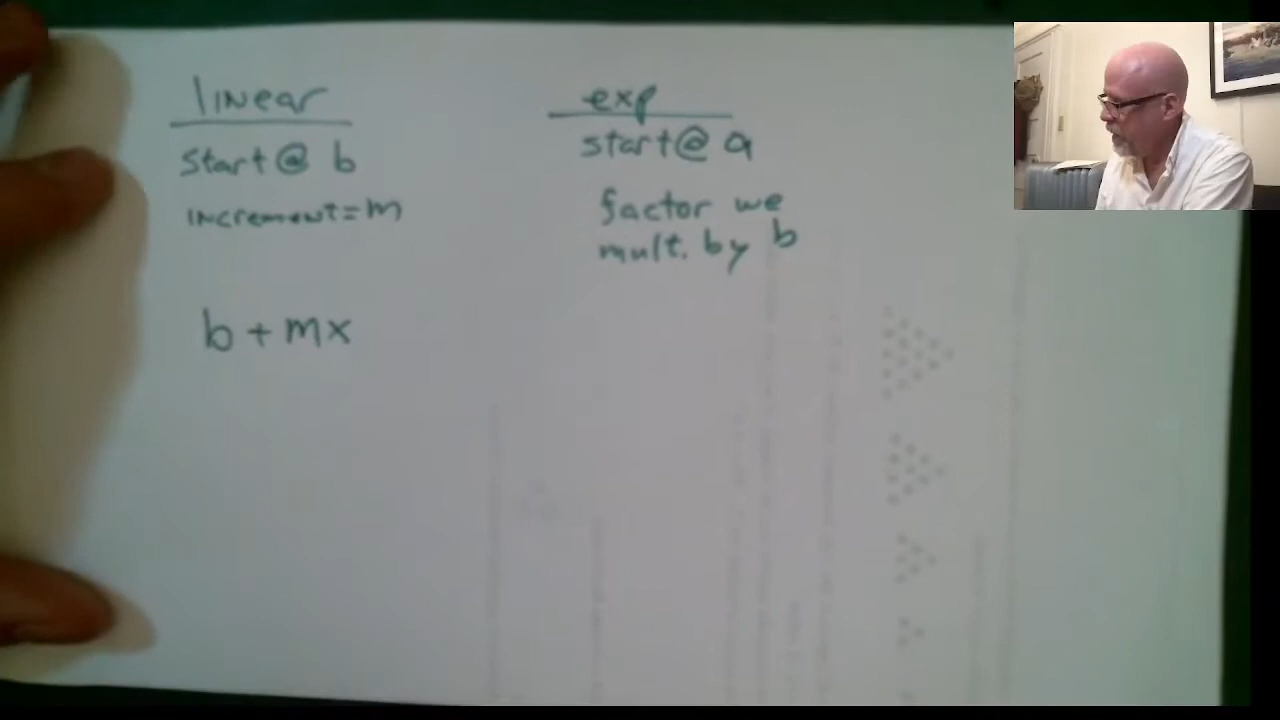 linear
start@ b
increment=m
b + mx
exp
start@ a
factor we
mult. by b